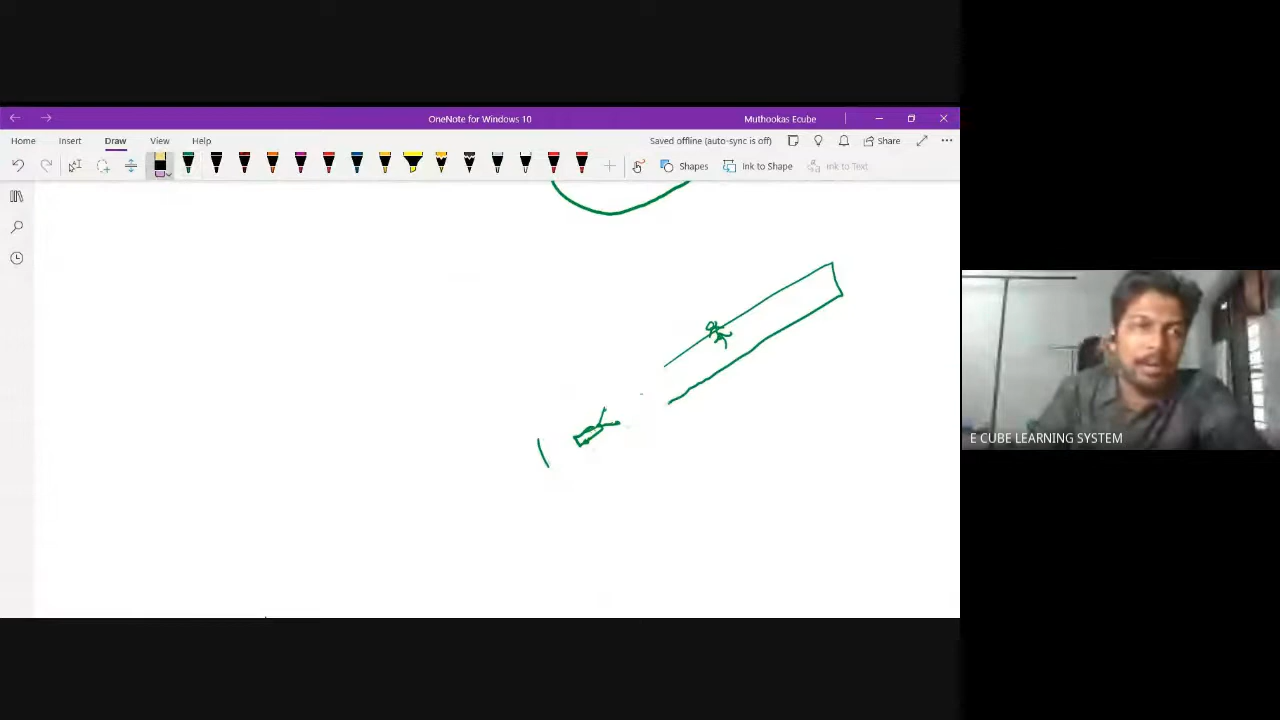 OneNote for Windows 10
Muthookas Ecube
Home Insert Draw View Help
Saved offline (auto-sync is off)
Share
Shapes
Ink to Shape
Ink to Text
E CUBE LEARNING SYSTEM